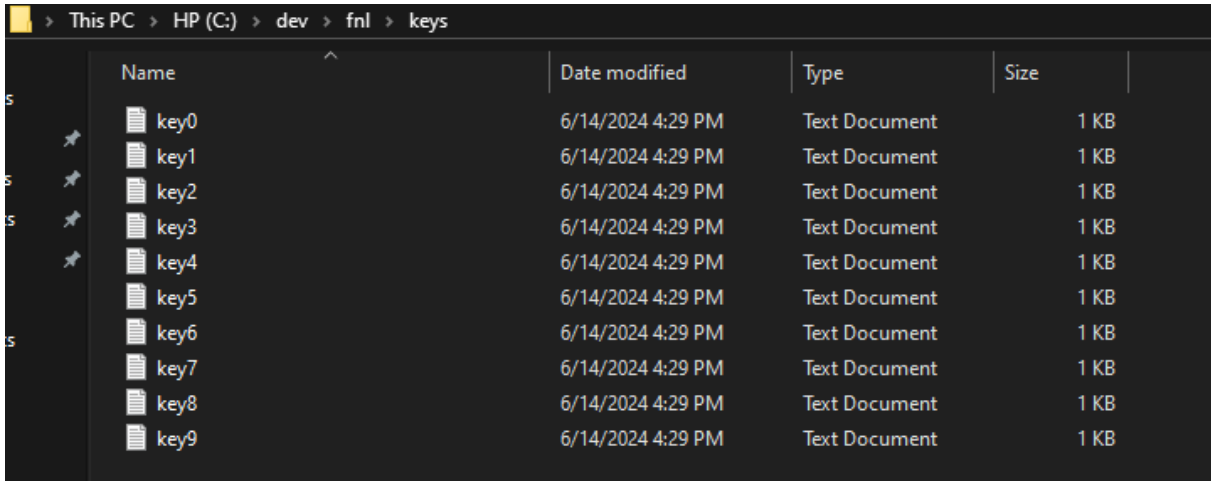 This PC > HP (C:) > dev > fnl > keys
Name Date modified Type Size
key0 6/14/2024 4:29 PM Text Document 1 KB
key1 6/14/2024 4:29 PM Text Document 1 KB
key2 6/14/2024 4:29 PM Text Document 1 KB
key3 6/14/2024 4:29 PM Text Document 1 KB
key4 6/14/2024 4:29 PM Text Document 1 KB
key5 6/14/2024 4:29 PM Text Document 1 KB
key6 6/14/2024 4:29 PM Text Document 1 KB
key7 6/14/2024 4:29 PM Text Document 1 KB
key8 6/14/2024 4:29 PM Text Document 1 KB
key9 6/14/2024 4:29 PM Text Document 1 KB